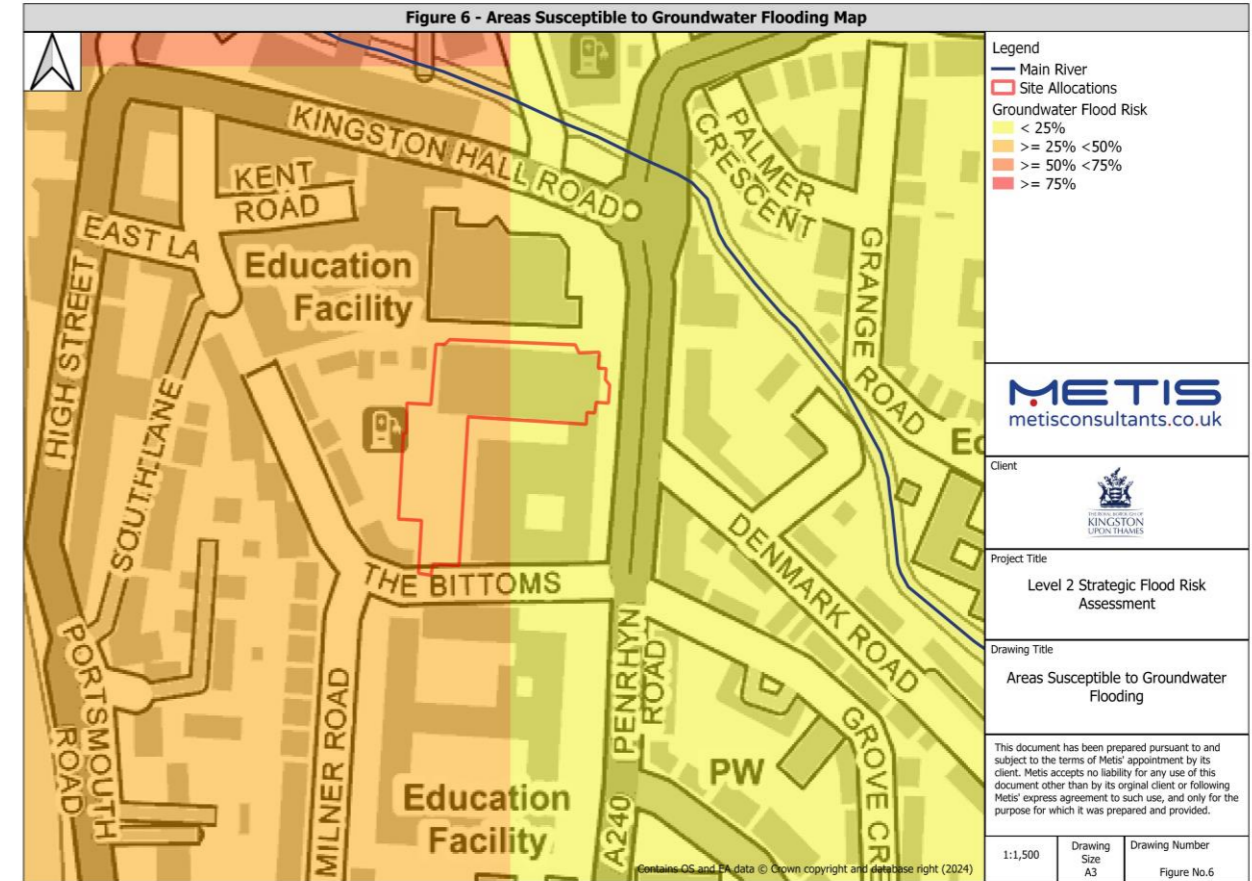 Figure 6 - Areas Susceptible to Groundwater Flooding Map
KINGSTON HALL ROAD
PALMER
CRESCENT
KENT
ROAD
EAST LA
Education
Facility
HIGH STREET
GRANGE ROAD
SOUTH LANE
Ec
THE BITTOMS
DENMARK ROAD
PORTSMOUTH
ROAD
MILNER ROAD
PENRHYN
ROAD
A240
PW
GROVE CR
Education
Facility
Contains OS and EA data © Crown copyright and database right (2024)
Legend
Main River
Site Allocations
Groundwater Flood Risk
< 25%
>= 25% <50%
>= 50% <75%
>= 75%
METIS
metisconsultants.co.uk
Client
THE ROYAL BOROUGH OF
KINGSTON
UPON THAMES
Project Title
Level 2 Strategic Flood Risk
Assessment
Drawing Title
Areas Susceptible to Groundwater
Flooding
This document has been prepared pursuant to and
subject to the terms of Metis' appointment by its
client. Metis accepts no liability for any use of this
document other than by its orginal client or following
Metis' express agreement to such use, and only for the
purpose for which it was prepared and provided.
1:1,500
Drawing
Size
A3
Drawing Number
Figure No.6